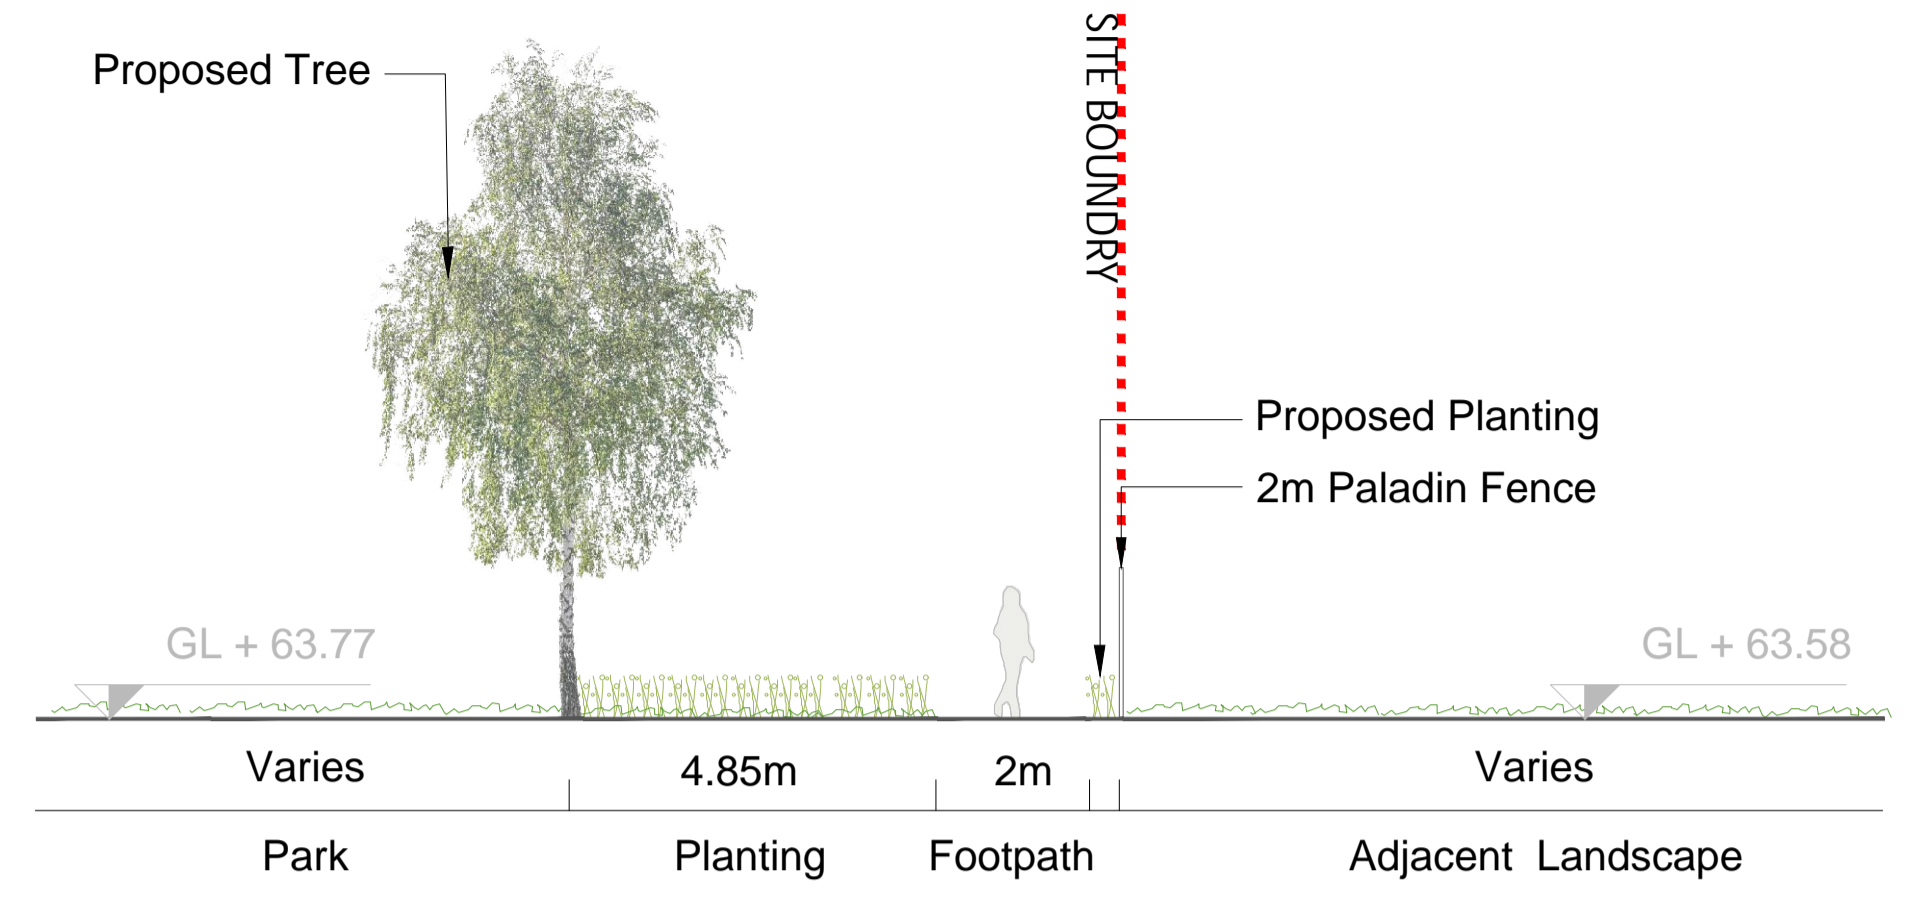 Proposed Tree
SITE BOUNDRY
Proposed Planting
2m Paladin Fence
GL + 63.77
GL + 63.58
Varies
4.85m
2m
Varies
Park
Planting
Footpath
Adjacent Landscape